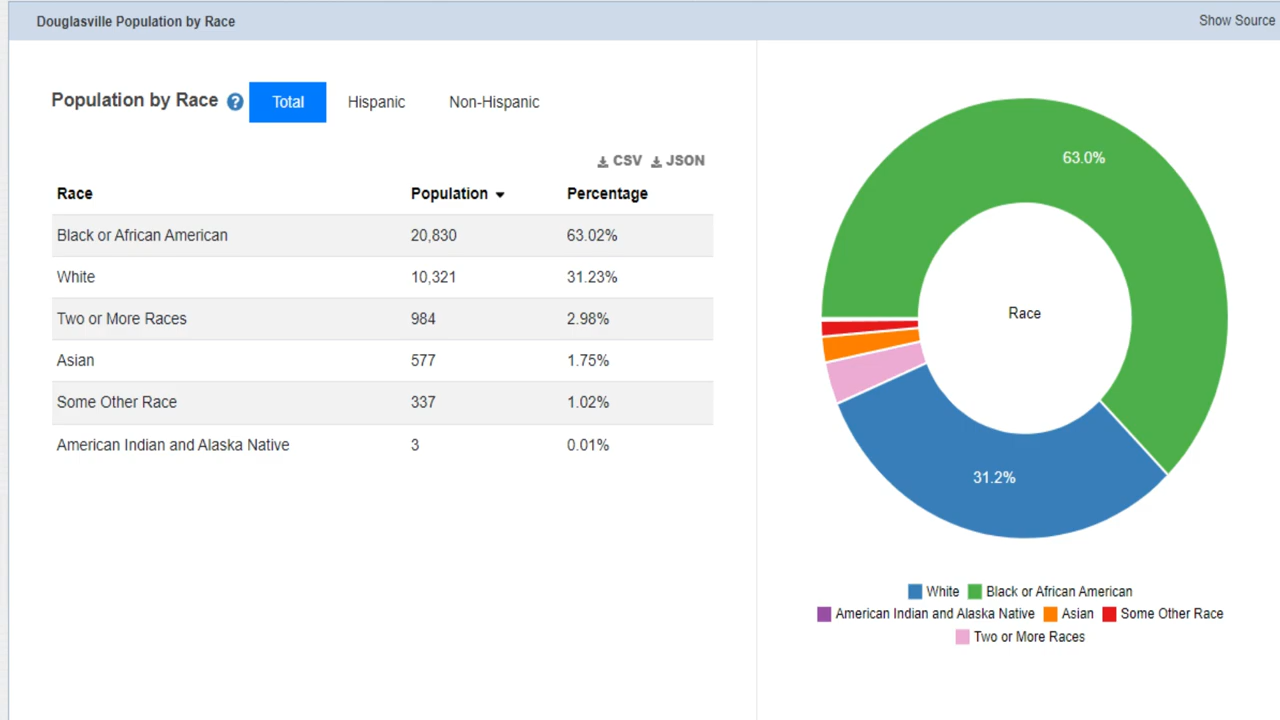 Douglasville Population by Race
Show Source
Population by Race ?
Total
Hispanic
Non-Hispanic
CSV JSON
Race Population Percentage
Black or African American 20,830 63.02%
White 10,321 31.23%
Two or More Races 984 2.98%
Asian 577 1.75%
Some Other Race 337 1.02%
American Indian and Alaska Native 3 0.01%
63.0%
Race
31.2%
White Black or African American
American Indian and Alaska Native Asian Some Other Race
Two or More Races